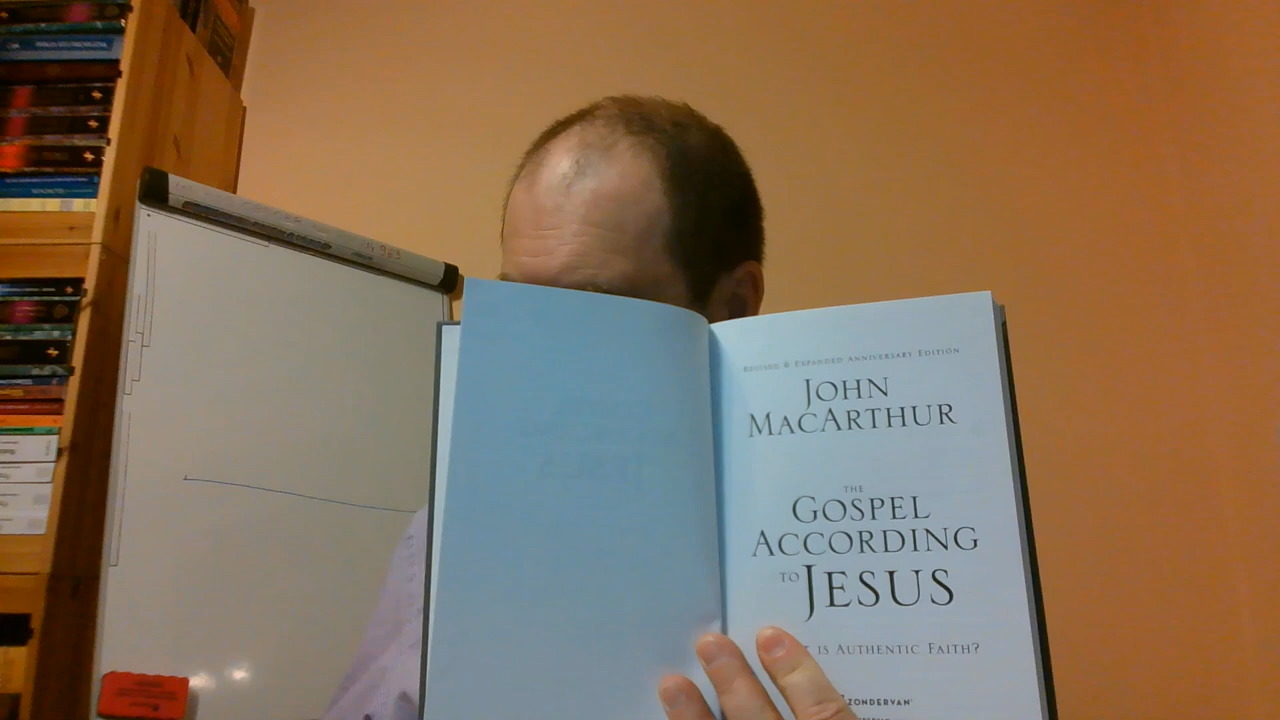 REVISED & EXPANDED ANNIVERSARY EDITION
JOHN
MACARTHUR
THE
GOSPEL
ACCORDING
TO JESUS
IS AUTHENTIC FAITH?
ZONDERVAN